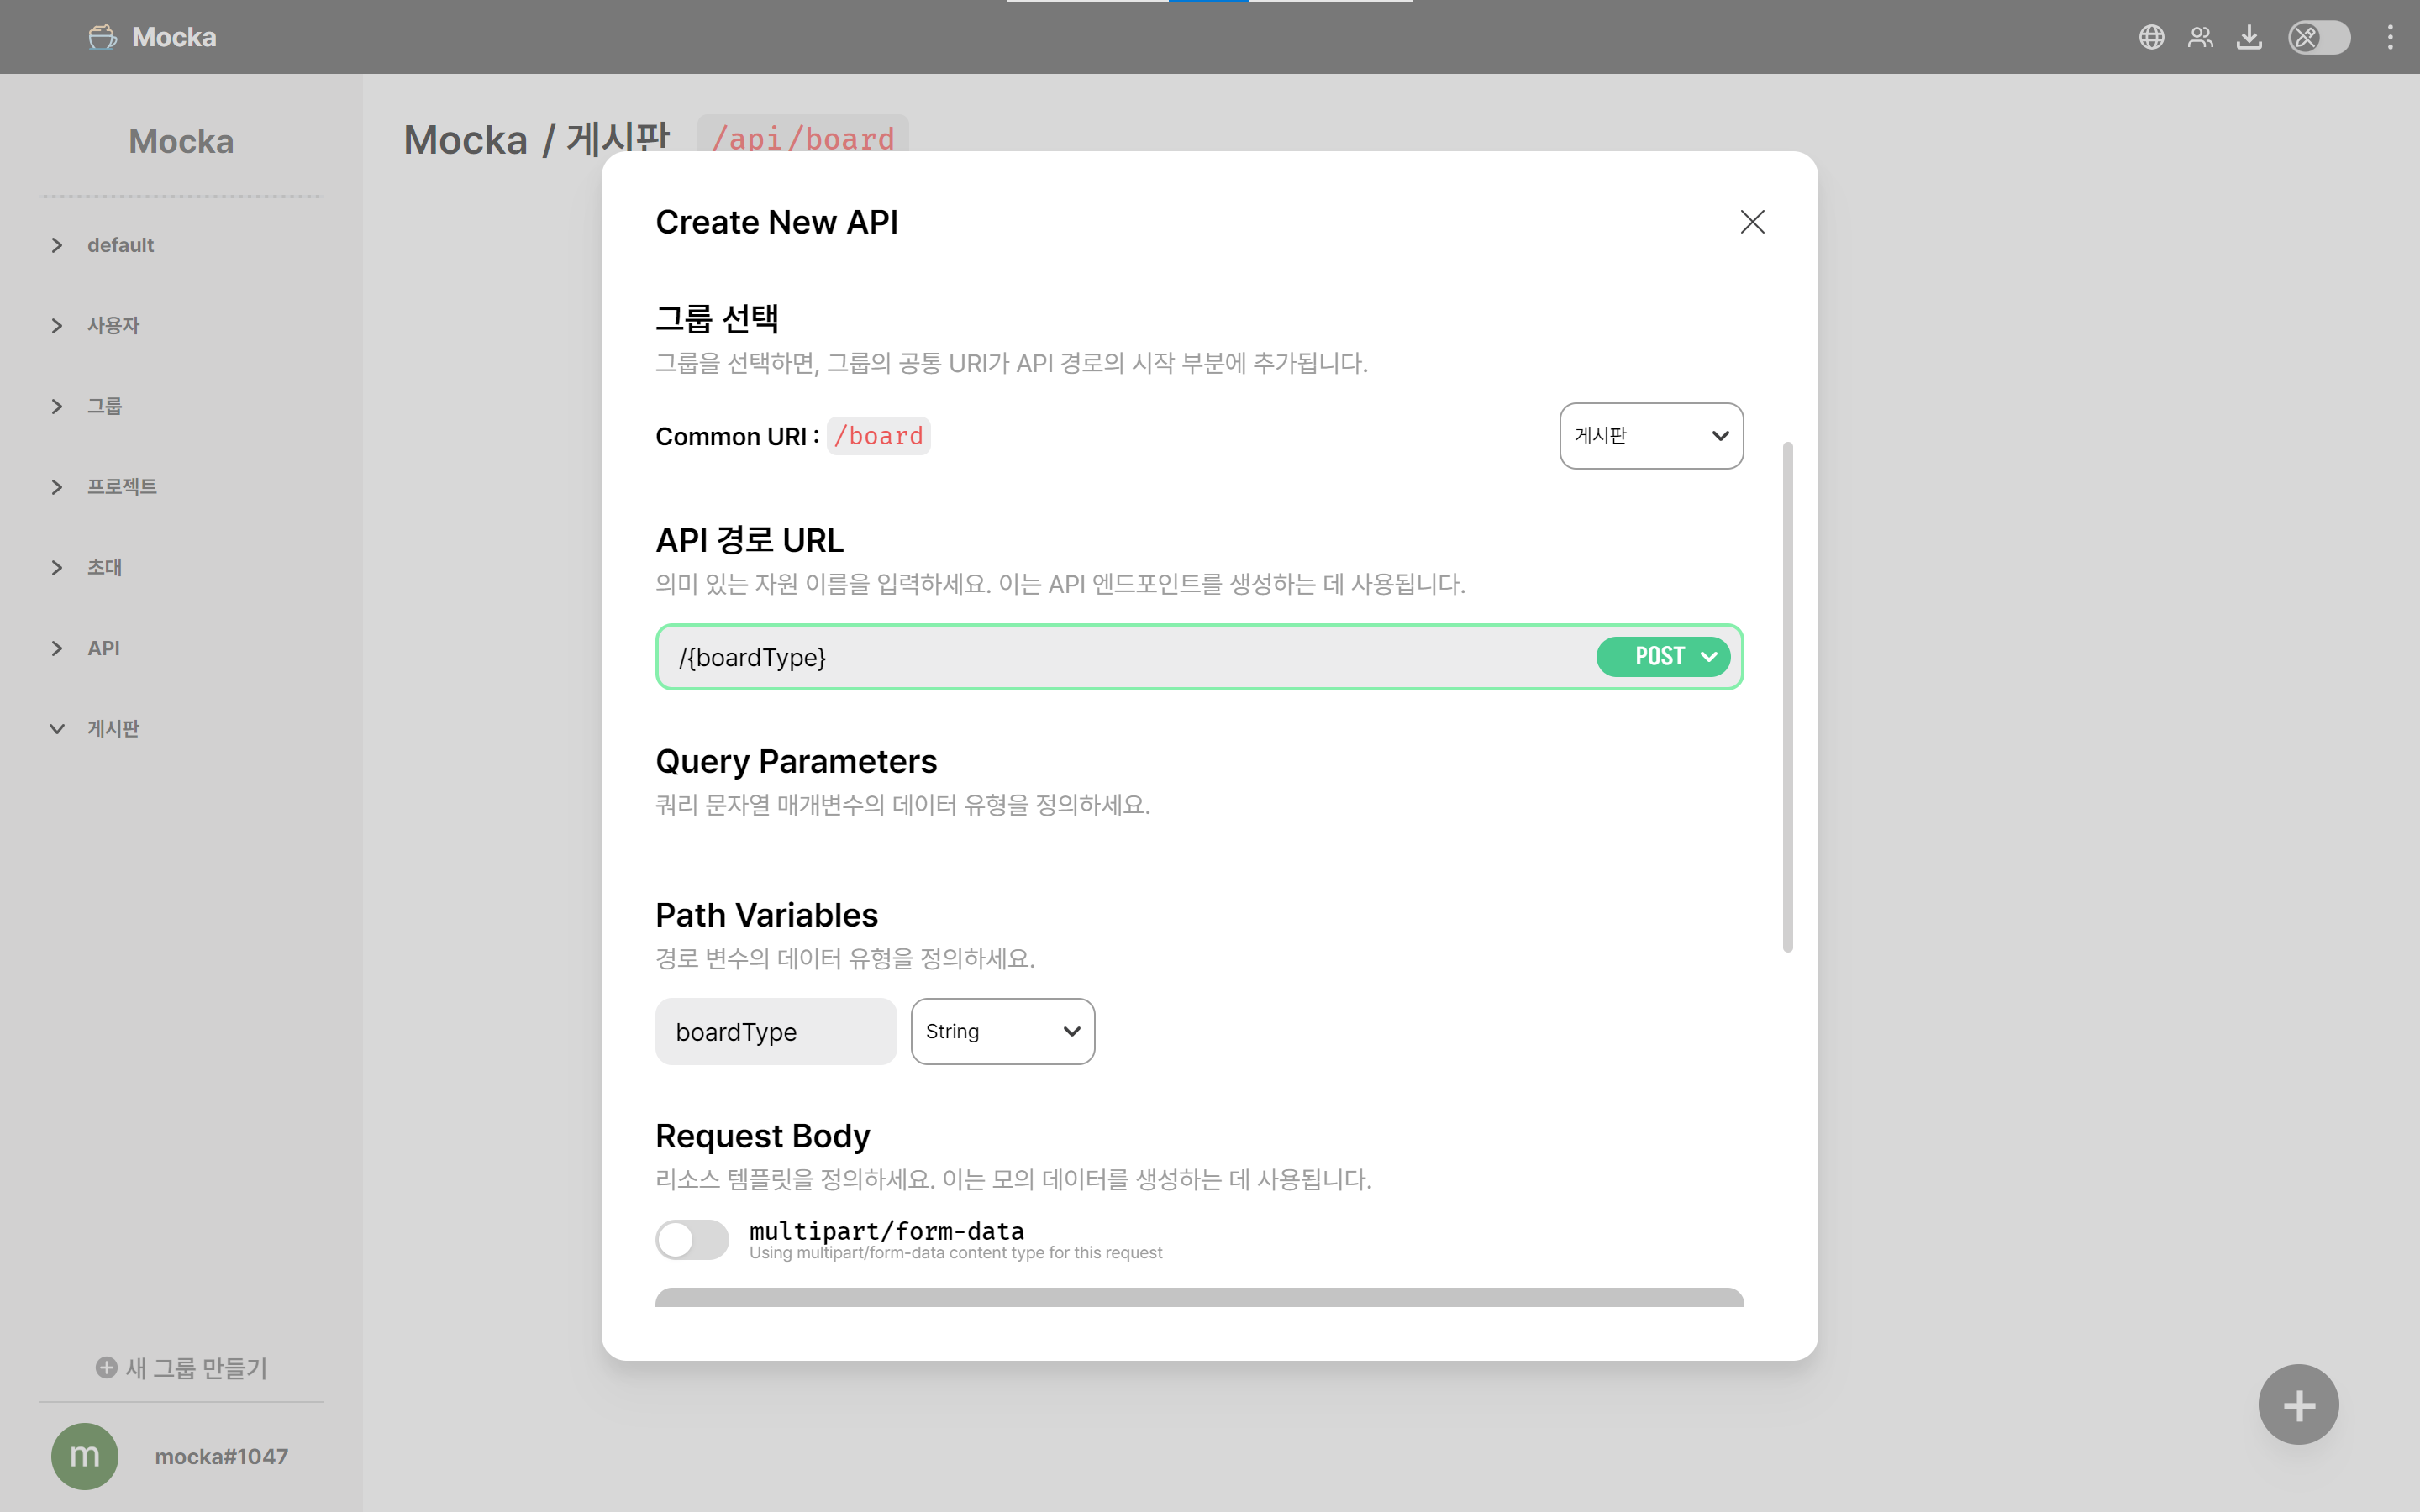 Mocka
Mocka
default
사용자
그룹
프로젝트
초대
API
게시판
새 그룹 만들기
m
mocka#1047
Mocka / 게시판 /api/board
Create New API
그룹 선택
그룹을 선택하면, 그룹의 공통 URI가 API 경로의 시작 부분에 추가됩니다.
Common URI : /board
게시판
API 경로 URL
의미 있는 자원 이름을 입력하세요. 이는 API 엔드포인트를 생성하는 데 사용됩니다.
/{boardType}
POST
Query Parameters
쿼리 문자열 매개변수의 데이터 유형을 정의하세요.
Path Variables
경로 변수의 데이터 유형을 정의하세요.
boardType
String
Request Body
리소스 템플릿을 정의하세요. 이는 모의 데이터를 생성하는 데 사용됩니다.
multipart/form-data
Using multipart/form-data content type for this request